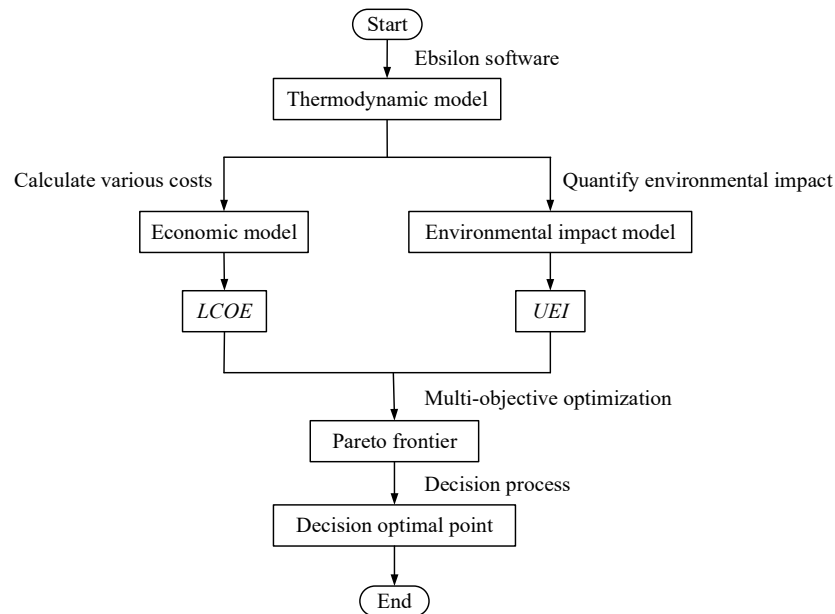 Start
Ebsilon software
Thermodynamic model
Calculate various costs
Quantify environmental impact
Economic model
Environmental impact model
LCOE
UEI
Multi-objective optimization
Pareto frontier
Decision process
Decision optimal point
End